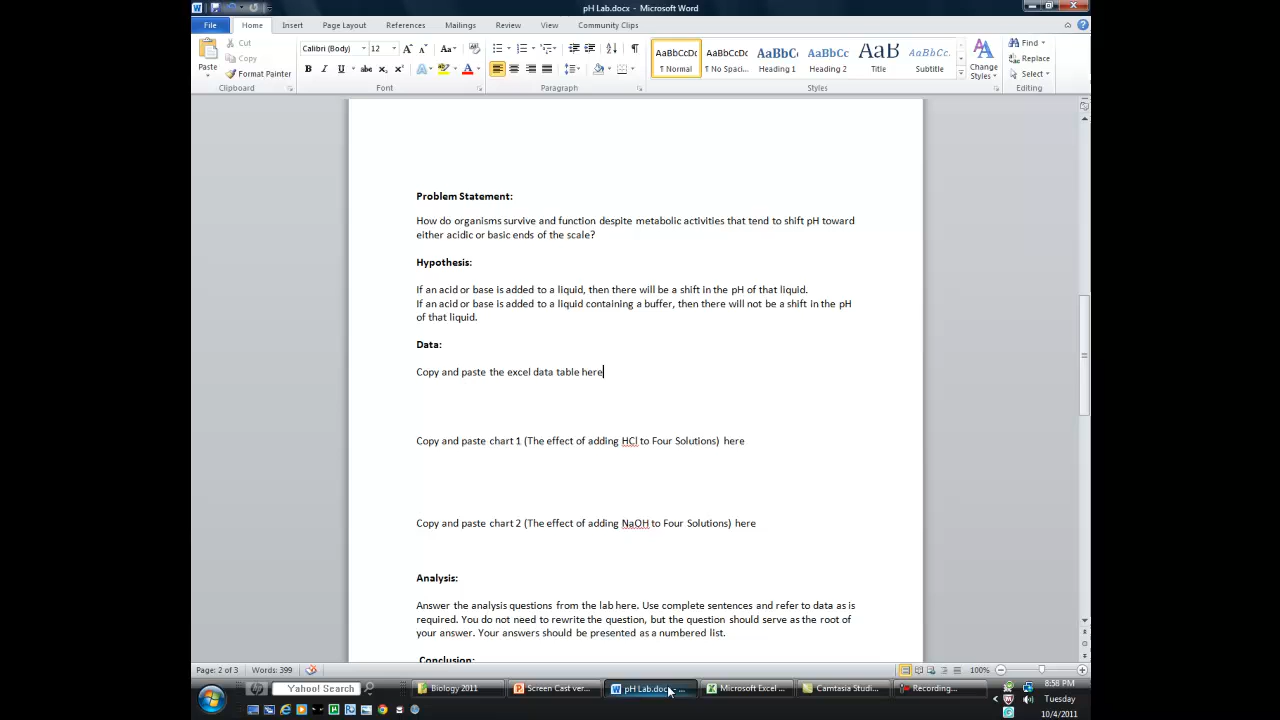 pH Lab.docx - Microsoft Word
File Home Insert Page Layout References Mailings Review View Community Clips
Paste Cut Copy Format Painter Clipboard
Calibri (Body) 12 Font
Paragraph
AaBbCcDc AaBbCcDc AaBbC AaBbCc AaB AaBbCcDc.
¶ Normal ¶ No Spaci... Heading 1 Heading 2 Title Subtitle
Change Styles Styles
Find Replace Select Editing
Problem Statement:
How do organisms survive and function despite metabolic activities that tend to shift pH toward
either acidic or basic ends of the scale?
Hypothesis:
If an acid or base is added to a liquid, then there will be a shift in the pH of that liquid.
If an acid or base is added to a liquid containing a buffer, then there will not be a shift in the pH
of that liquid.
Data:
Copy and paste the excel data table here
Copy and paste chart 1 (The effect of adding HCl to Four Solutions) here
Copy and paste chart 2 (The effect of adding NaOH to Four Solutions) here
Analysis:
Answer the analysis questions from the lab here. Use complete sentences and refer to data as is
required. You do not need to rewrite the question, but the question should serve as the root of
your answer. Your answers should be presented as a numbered list.
Conclusion:
Page: 2 of 3 Words: 399 100%
Yahoo! Search Biology 2011 Screen Cast ver... pH Lab.docx ... Microsoft Excel ... Camtasia Studi... Recording...
8:58 PM
Tuesday
10/4/2011